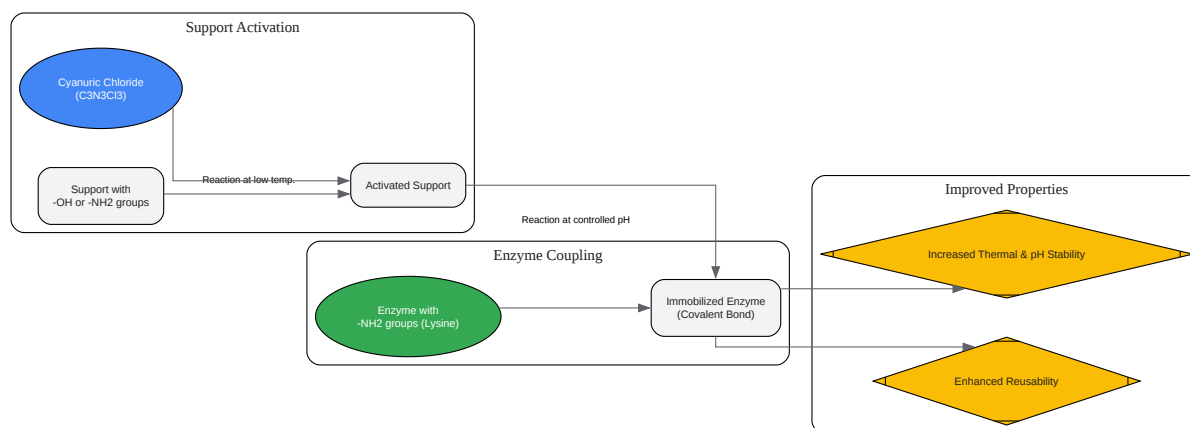 Support Activation
Cyanuric Chloride
(C3N3Cl3)
Reaction at low temp.
Support with
-OH or -NH2 groups
Activated Support
Reaction at controlled pH
Enzyme Coupling
Enzyme with
-NH2 groups (Lysine)
Immobilized Enzyme
(Covalent Bond)
Improved Properties
Increased Thermal & pH Stability
Enhanced Reusability